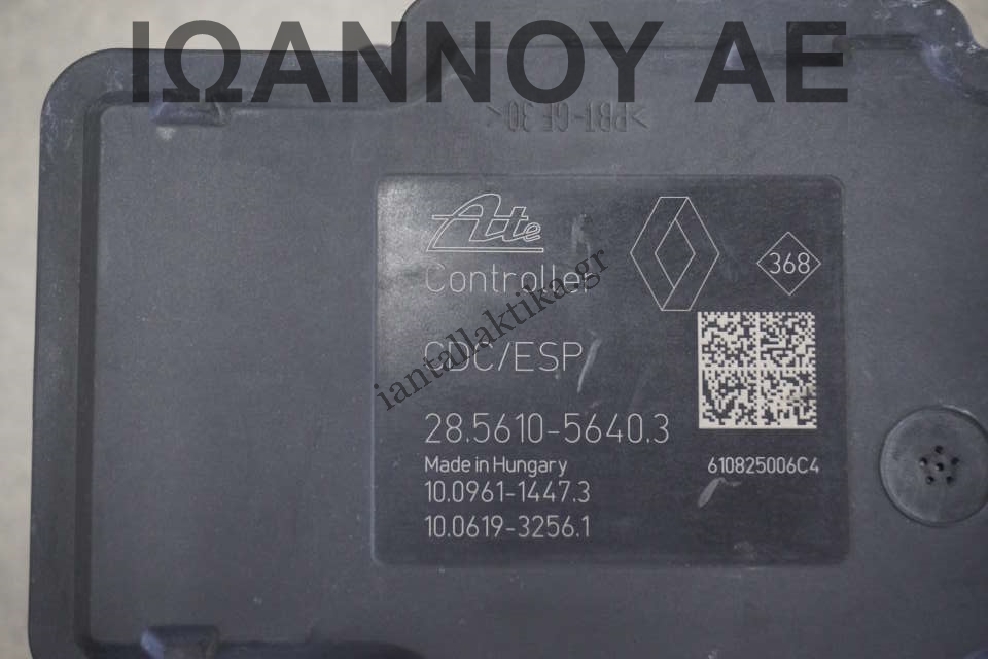 ΙΩΑΝΝΟΥ ΑΕ
>PBT-GF 30<
Ate
Controller
368
CDC/ESP
iantallaktika.gr
28.5610-5640.3
Made in Hungary
610825006C4
10.0961-1447.3
10.0619-3256.1